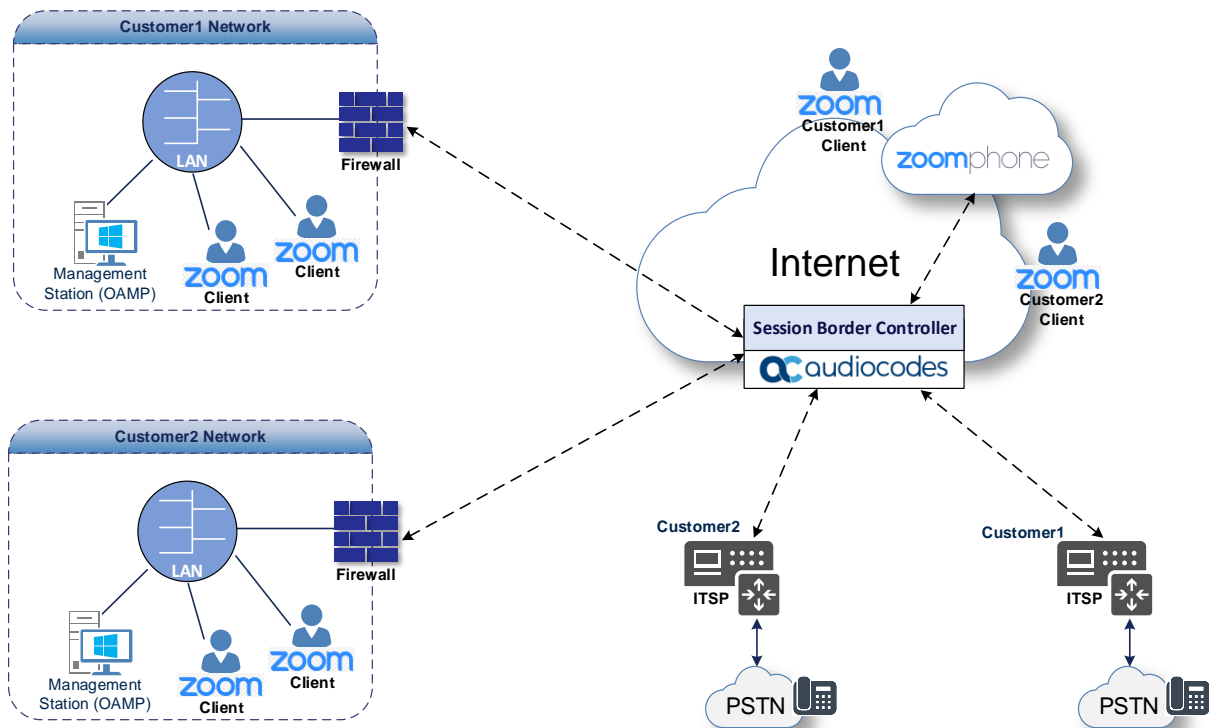 Customer1 Network
LAN
Firewall
Management
Station (OAMP)
zoom
Client
zoom
Client
zoom
Customer1
Client
zoomphone
Internet
zoom
Customer2
Client
Session Border Controller
ac audiocodes
Customer2 Network
LAN
Firewall
Management
Station (OAMP)
zoom
Client
zoom
Client
Customer2
ITSP
PSTN
Customer1
ITSP
PSTN